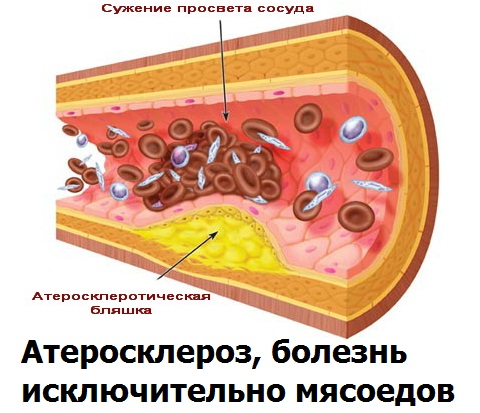 Сужение просвета сосуда
Атеросклеротическая
бляшка
Атеросклероз, болезнь
исключительно мясоедов